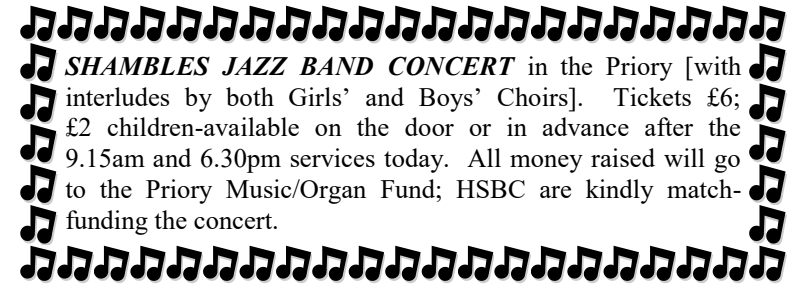 SHAMBLES JAZZ BAND CONCERT in the Priory [with
interludes by both Girls’ and Boys’ Choirs].  Tickets £6;
£2 children-available on the door or in advance after the
9.15am and 6.30pm services today.  All money raised will go
to the Priory Music/Organ Fund; HSBC are kindly match-
funding the concert.